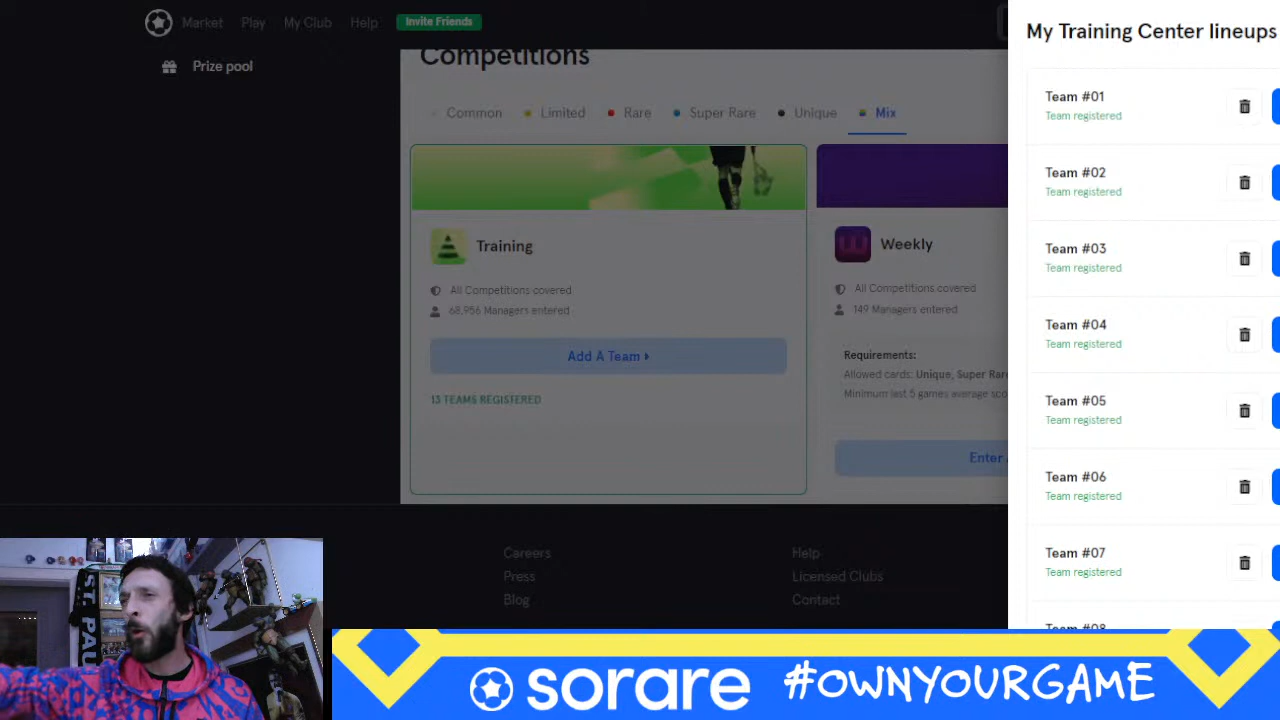 Market Play My Club Help Invite Friends
Prize pool
Competitions
Common Limited Rare Super Rare Unique Mix
Training
All Competitions covered
68,956 Managers entered
Add A Team
13 TEAMS REGISTERED
Weekly
All Competitions covered
149 Managers entered
Requirements:
Allowed cards: Unique, Super Rar
Minimum last 5 games average sco
Enter
Careers
Press
Blog
Help
Licensed Clubs
Contact
My Training Center lineups
Team #01
Team registered
Team #02
Team registered
Team #03
Team registered
Team #04
Team registered
Team #05
Team registered
Team #06
Team registered
Team #07
Team registered
Team #08
ST. PAU
sorare #OWNYOURGAME